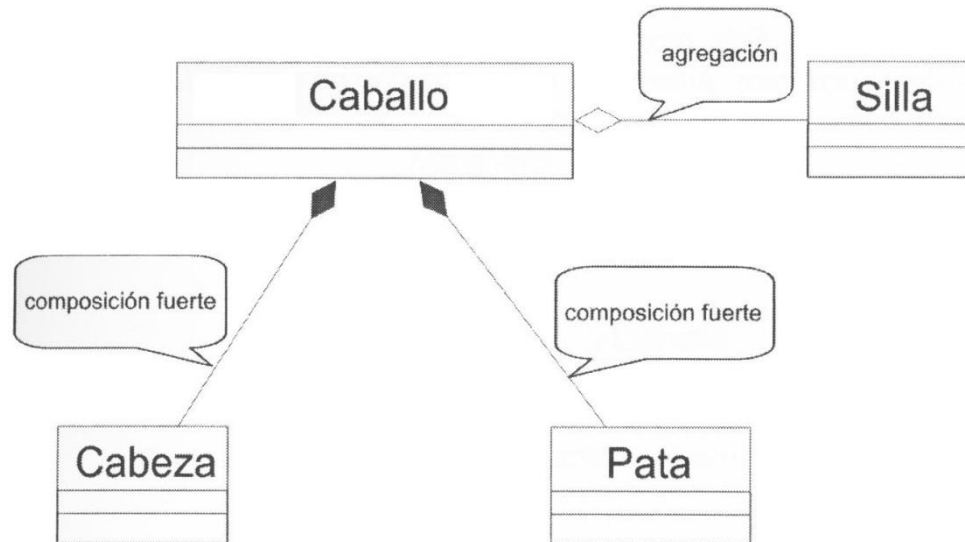 agregación
Caballo
Silla
composición fuerte
composición fuerte
Cabeza
Pata